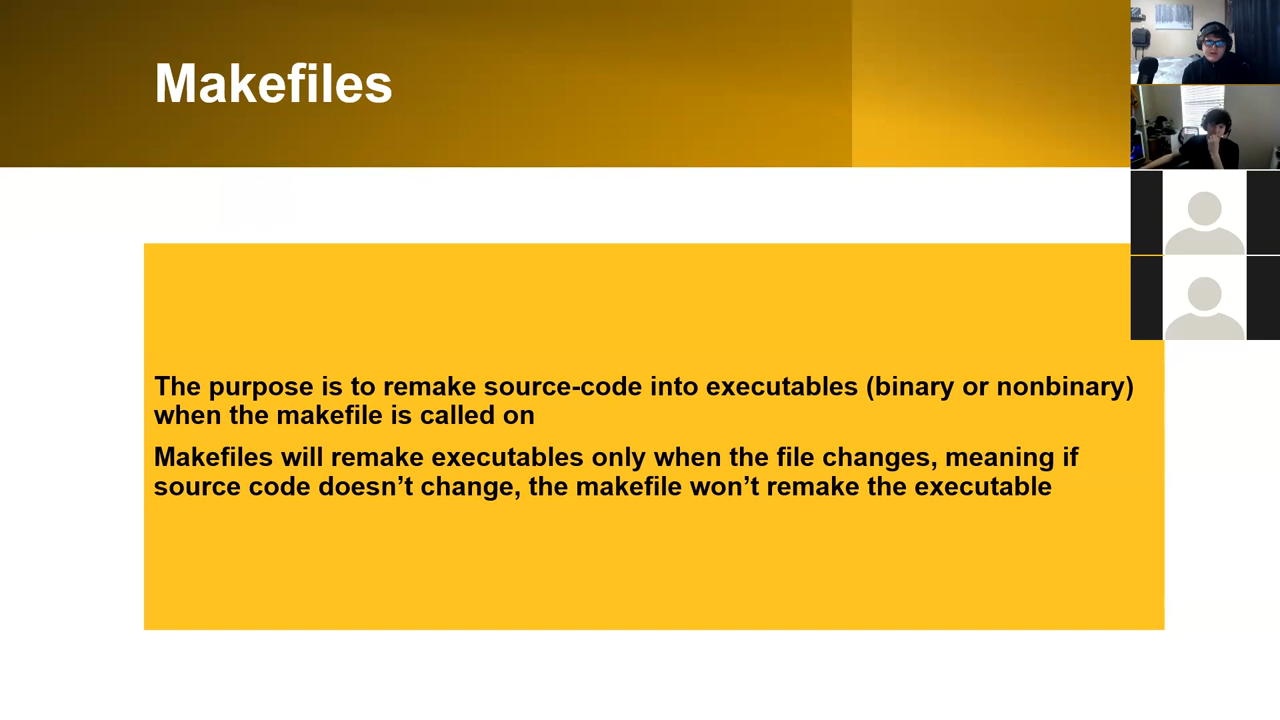 Makefiles
The purpose is to remake source-code into executables (binary or nonbinary)
when the makefile is called on
Makefiles will remake executables only when the file changes, meaning if
source code doesn’t change, the makefile won’t remake the executable